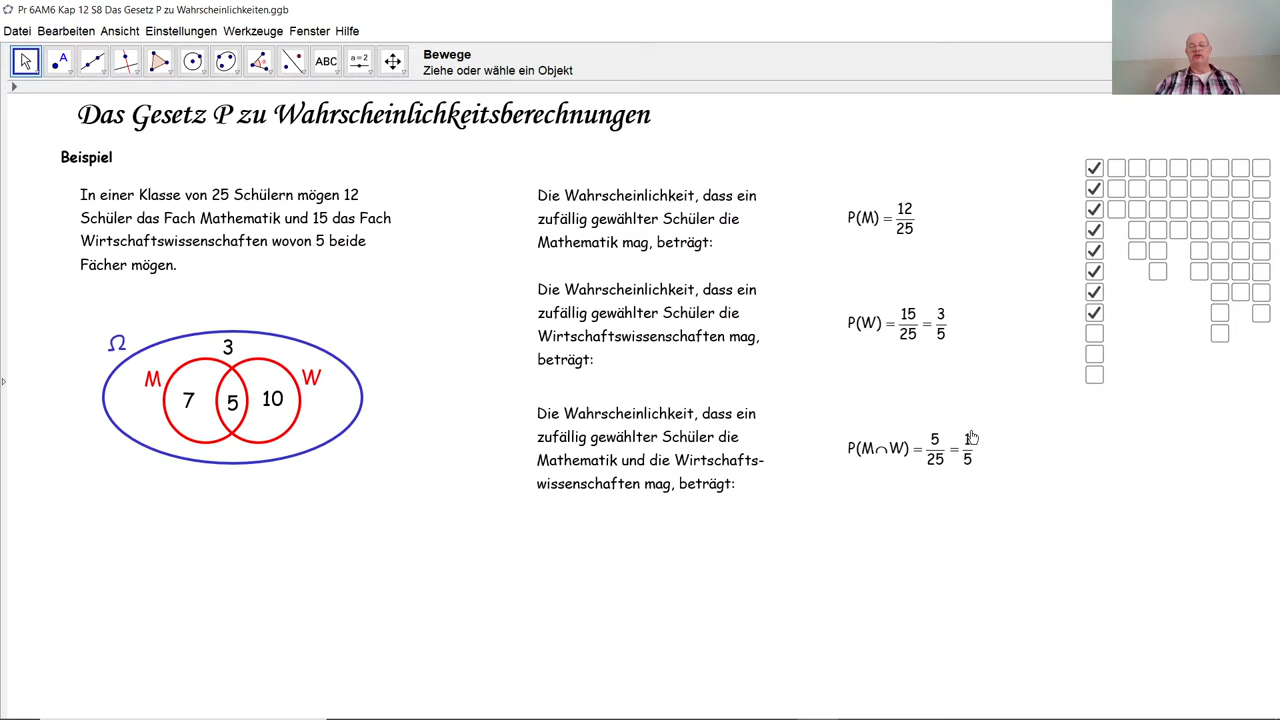 Pr 6AM6 Kap 12 S8 Das Gesetz P zu Wahrscheinlichkeiten.ggb
Datei Bearbeiten Ansicht Einstellungen Werkzeuge Fenster Hilfe
A
ABC
a=2
Bewege
Ziehe oder wähle ein Objekt
Das Gesetz P zu Wahrscheinlichkeitsberechnungen
Beispiel
In einer Klasse von 25 Schülern mögen 12
Schüler das Fach Mathematik und 15 das Fach
Wirtschaftswissenschaften wovon 5 beide
Fächer mögen.
Ω
3
M
W
7
5
10
Die Wahrscheinlichkeit, dass ein
zufällig gewählter Schüler die
Mathematik mag, beträgt:
P(M) = 12/25
Die Wahrscheinlichkeit, dass ein
zufällig gewählter Schüler die
Wirtschaftswissenschaften mag,
beträgt:
P(W) = 15/25 = 3/5
Die Wahrscheinlichkeit, dass ein
zufällig gewählter Schüler die
Mathematik und die Wirtschafts-
wissenschaften mag, beträgt:
P(M∩W) = 5/25 = 1/5